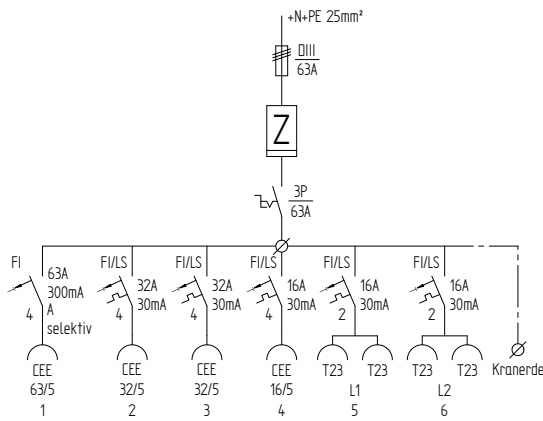 +N+PE 25mm²
DIII
63A
Z
3P
63A
FI
63A
300mA
A
selektiv
4
FI/LS
32A
30mA
4
FI/LS
32A
30mA
4
FI/LS
16A
30mA
4
FI/LS
16A
30mA
2
FI/LS
16A
30mA
2
CEE
63/5
1
CEE
32/5
2
CEE
32/5
3
CEE
16/5
4
T23 T23
L1
5
T23 T23
L2
6
Kranerde